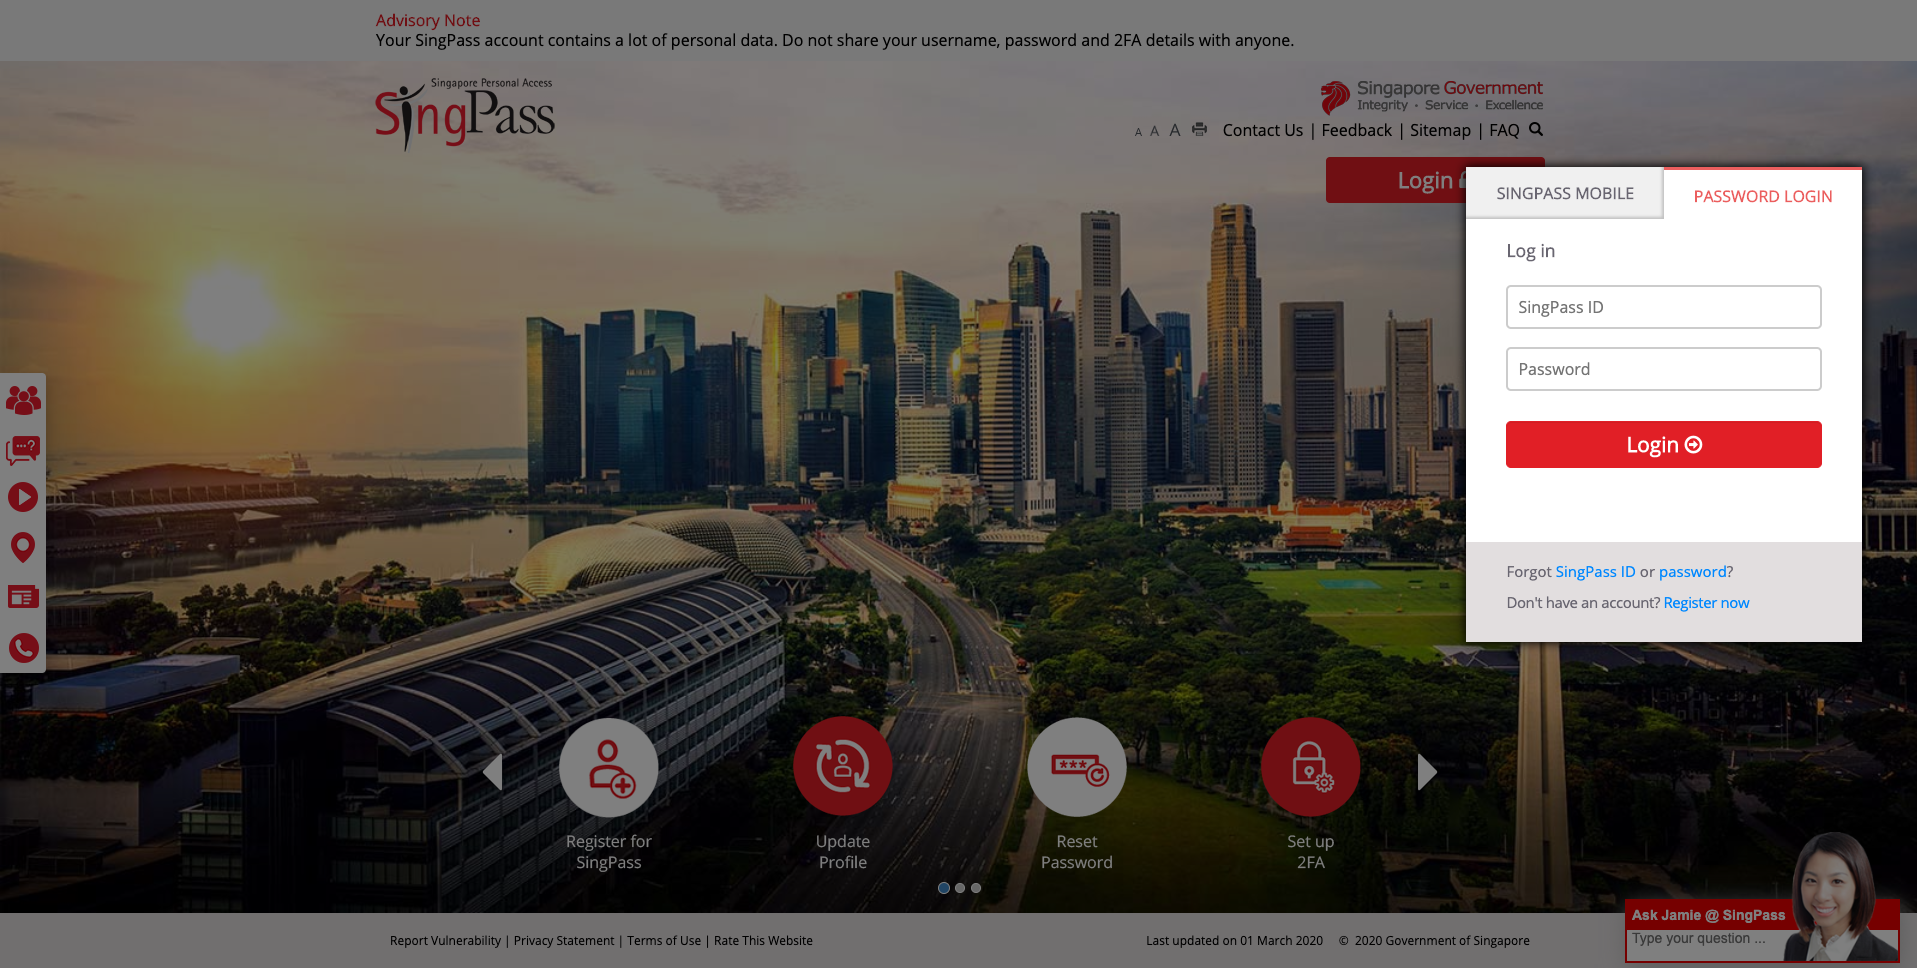 Advisory Note
Your SingPass account contains a lot of personal data. Do not share your username, password and 2FA details with anyone.
Singapore Personal Access
SingPass
Singapore Government
Integrity · Service · Excellence
A A A Contact Us | Feedback | Sitemap | FAQ
Login
SINGPASS MOBILE
PASSWORD LOGIN
Log in
SingPass ID
Password
Login
Forgot SingPass ID or password?
Don't have an account? Register now
Register for
SingPass
Update
Profile
Reset
Password
Set up
2FA
Ask Jamie @ SingPass
Type your question ...
Report Vulnerability | Privacy Statement | Terms of Use | Rate This Website
Last updated on 01 March 2020 © 2020 Government of Singapore